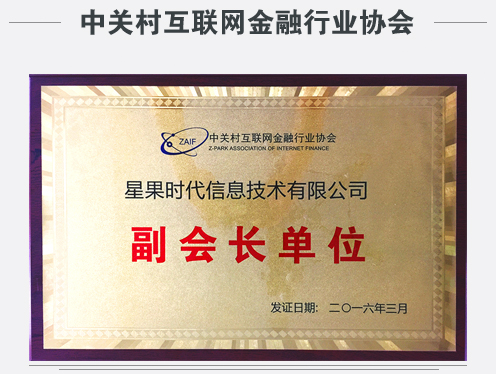 中关村互联网金融行业协会
ZAIF
中关村互联网金融行业协会
Z-PARK ASSOCIATION OF INTERNET FINANCE
星果时代信息技术有限公司
副会长单位
发证日期: 二〇一六年三月